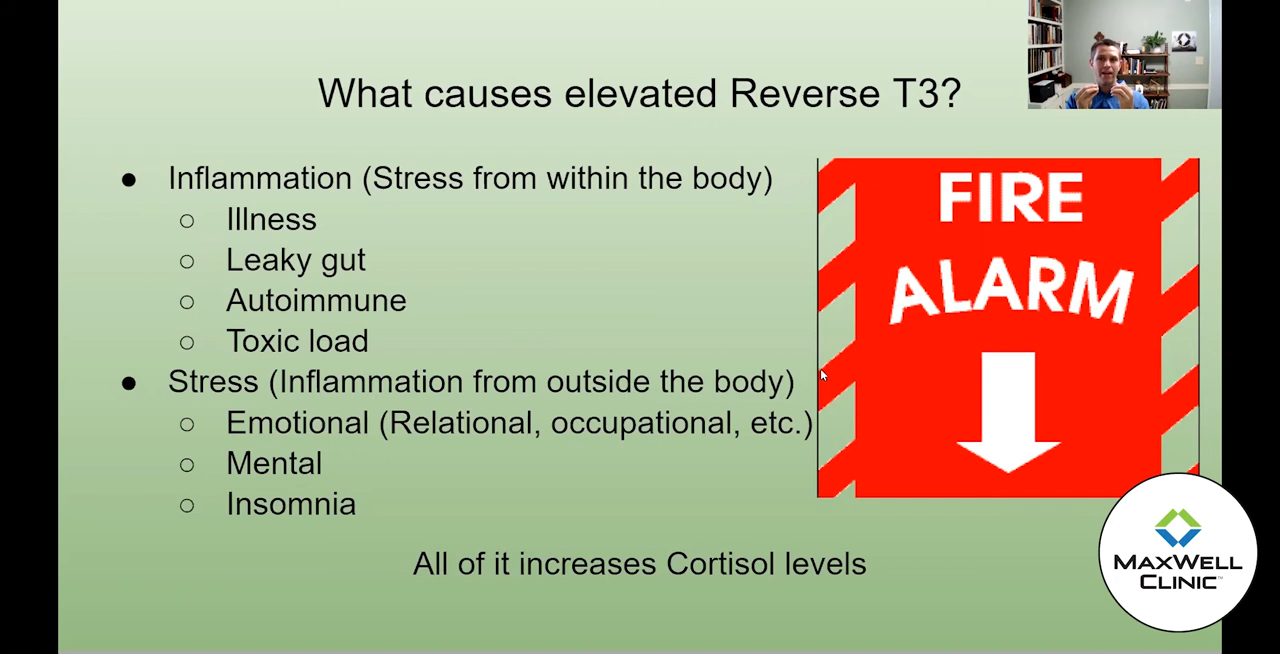 What causes elevated Reverse T3?
● Inflammation (Stress from within the body)
○ Illness
○ Leaky gut
○ Autoimmune
○ Toxic load
● Stress (Inflammation from outside the body)
○ Emotional (Relational, occupational, etc.)
○ Mental
○ Insomnia
All of it increases Cortisol levels
FIRE
ALARM
MAXWELL
CLINIC™